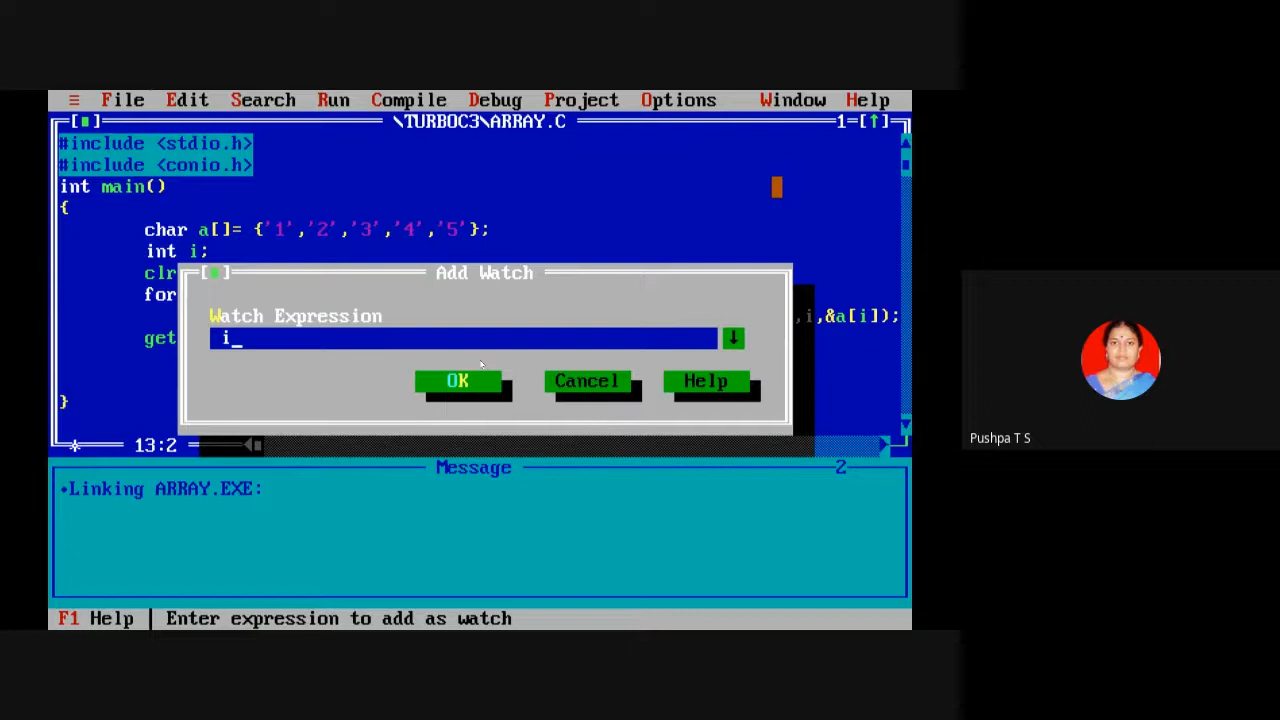 ≡ File Edit Search Run Compile Debug Project Options Window Help
[■] \TURBOC3\ARRAY.C 1=[↑]
#include <stdio.h>
#include <conio.h>
int main()
{
char a[]= {'1','2','3','4','5'};
int i;
clr
for
,i,&a[i]);
get
}
[■] Add Watch
Watch Expression
i_
OK Cancel Help
13:2
Message 2
•Linking ARRAY.EXE:
F1 Help │ Enter expression to add as watch
Pushpa T S